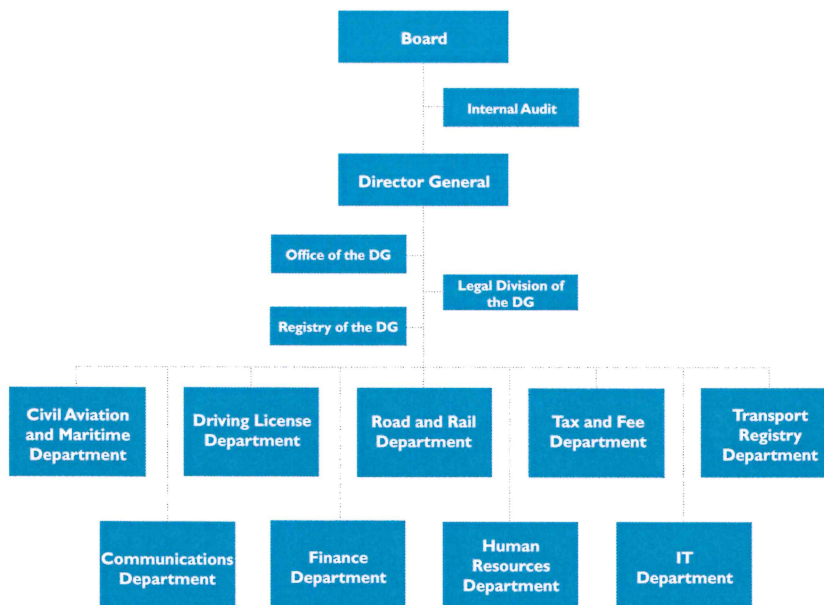 Board
Internal Audit
Director General
Office of the DG
Legal Division of
the DG
Registry of the DG
Civil Aviation
and Maritime
Department
Driving License
Department
Road and Rail
Department
Tax and Fee
Department
Transport
Registry
Department
Communications
Department
Finance
Department
Human
Resources
Department
IT
Department